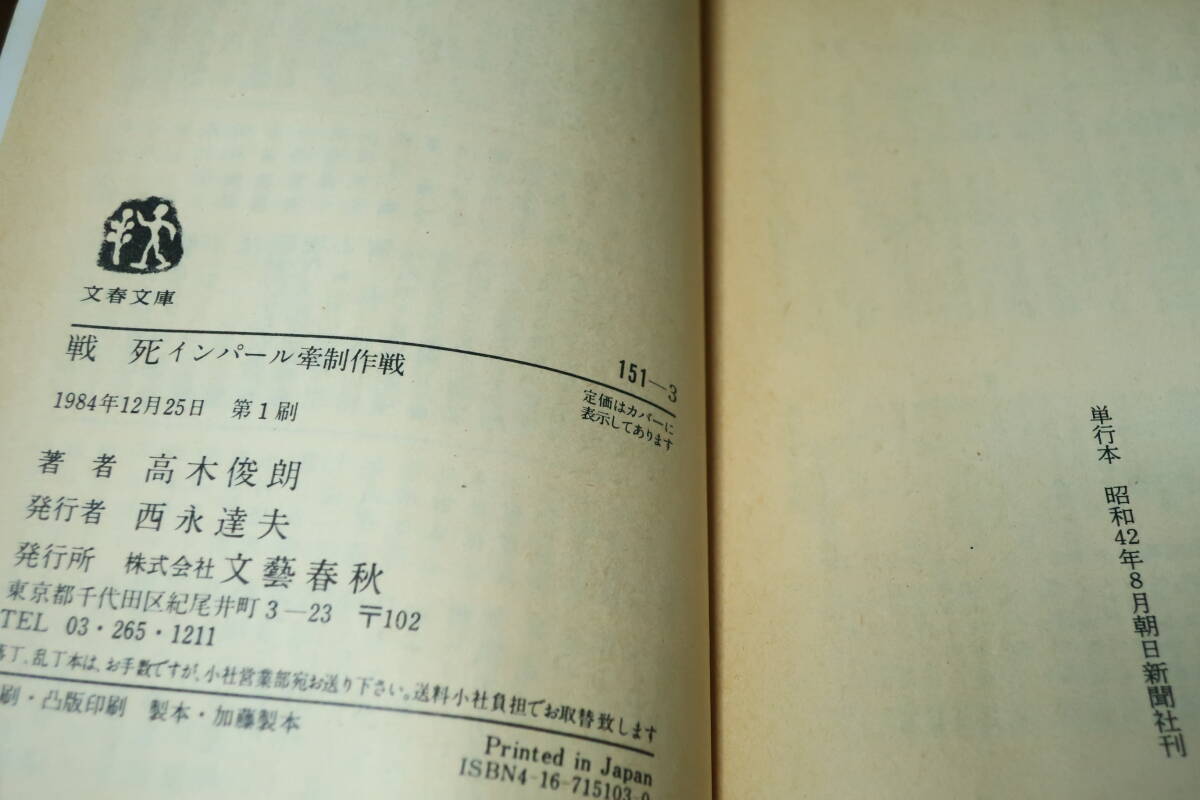 文春文庫
戦 死 インパール牽制作戦
151—3
定価はカバーに
表示してあります
1984年12月25日 第1刷
著 者 高木俊朗
発行者 西永達夫
発行所 株式会社 文藝春秋
東京都千代田区紀尾井町3—23 〒102
TEL 03・265・1211
落丁、乱丁本は、お手数ですが、小社営業部宛お送り下さい。送料小社負担でお取替致します
刷・凸版印刷 製本・加藤製本
Printed in Japan
ISBN4-16-715103-0
単行本 昭和42年8月朝日新聞社刊